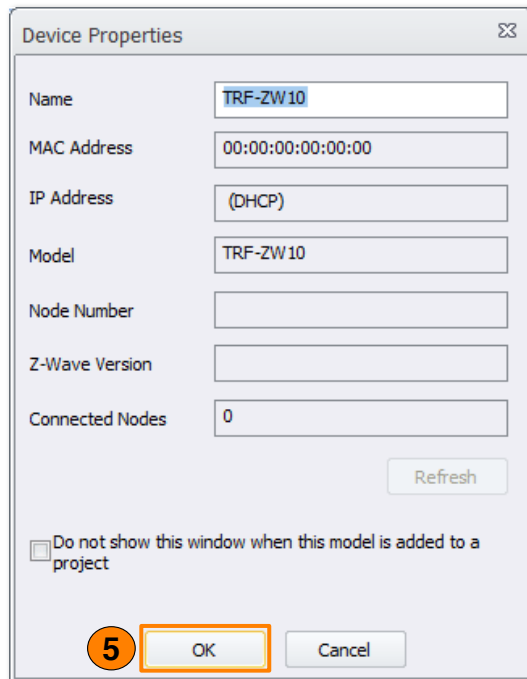 Device Properties
Name TRF-ZW10
MAC Address 00:00:00:00:00:00
IP Address (DHCP)
Model TRF-ZW10
Node Number
Z-Wave Version
Connected Nodes 0
Refresh
Do not show this window when this model is added to a
project
5 OK Cancel